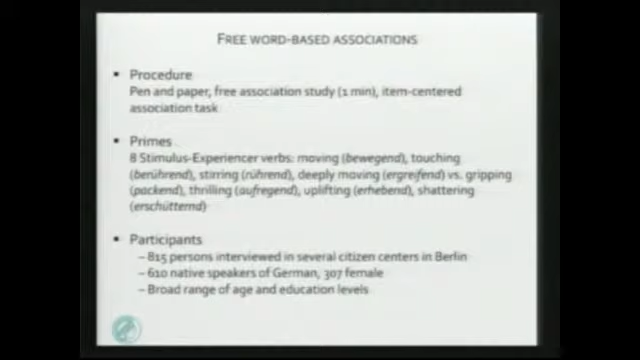 FREE WORD-BASED ASSOCIATIONS
▪ Procedure
Pen and paper, free association study (1 min), item-centered
association task
▪ Primes
8 Stimulus-Experiencer verbs: moving (bewegend), touching
(berührend), stirring (rührend), deeply moving (ergreifend) vs. gripping
(packend), thrilling (aufregend), uplifting (erhebend), shattering
(erschütternd)
▪ Participants
– 815 persons interviewed in several citizen centers in Berlin
– 610 native speakers of German, 307 female
– Broad range of age and education levels